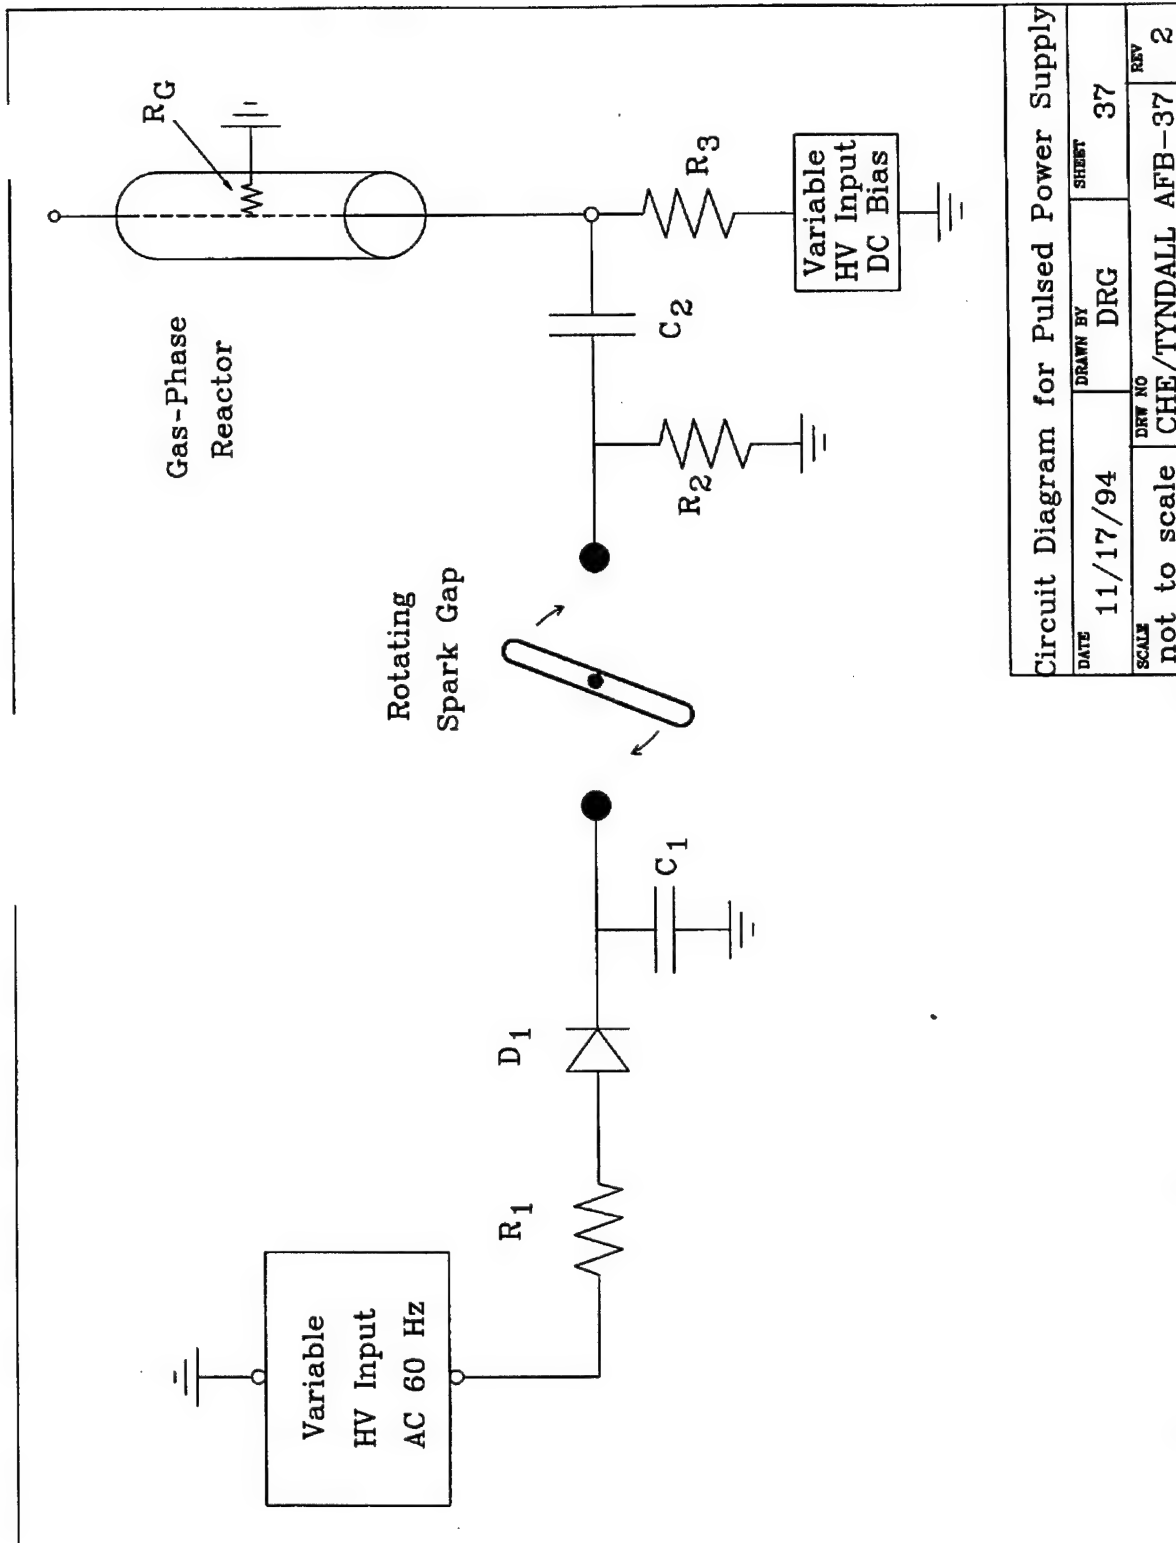 Variable
HV Input
AC 60 Hz
R1
D1
C1
Rotating
Spark Gap
R2
C2
Gas-Phase
Reactor
RG
R3
Variable
HV Input
DC Bias
Circuit Diagram for Pulsed Power Supply
DATE 11/17/94
DRAWN BY DRG
SHEET 37
SCALE not to scale
DRW NO CHE/TYNDALL AFB-37
REV 2